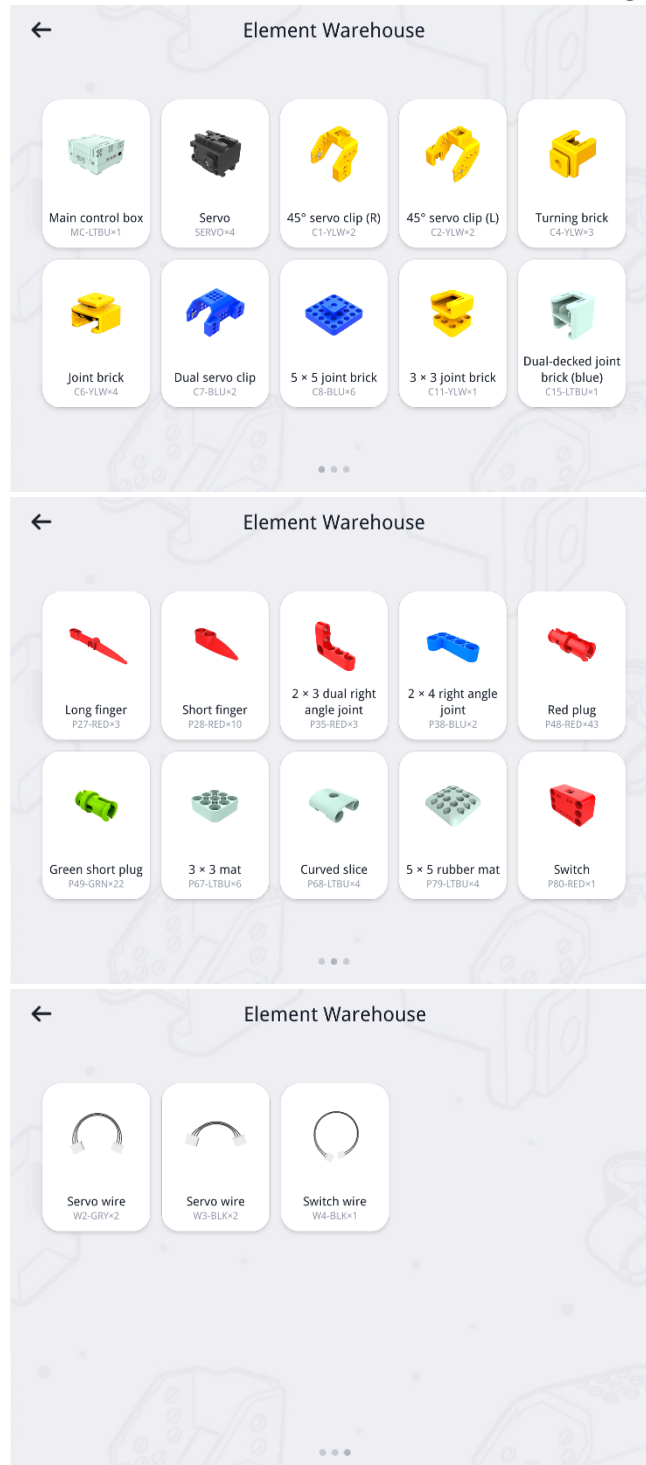 Element Warehouse
Main control box
MC-LTBU×1
Servo
SERVO×4
45° servo clip (R)
C1-YLW×2
45° servo clip (L)
C2-YLW×2
Turning brick
C4-YLW×3
Joint brick
C6-YLW×4
Dual servo clip
C7-BLU×2
5 × 5 joint brick
C8-BLU×6
3 × 3 joint brick
C11-YLW×1
Dual-decked joint
brick (blue)
C15-LTBU×1
Element Warehouse
Long finger
P27-RED×3
Short finger
P28-RED×10
2 × 3 dual right
angle joint
P35-RED×3
2 × 4 right angle
joint
P38-BLU×2
Red plug
P48-RED×43
Green short plug
P49-GRN×22
3 × 3 mat
P67-LTBU×6
Curved slice
P68-LTBU×4
5 × 5 rubber mat
P79-LTBU×4
Switch
P80-RED×1
Element Warehouse
Servo wire
W2-GRY×2
Servo wire
W3-BLK×2
Switch wire
W4-BLK×1